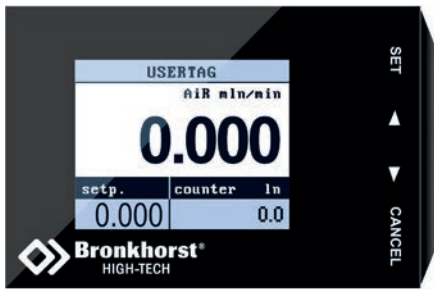 USERTAG
AiR mln/min
0.000
setp. counter ln
0.000 0.0
Bronkhorst®
HIGH-TECH
SET
CANCEL